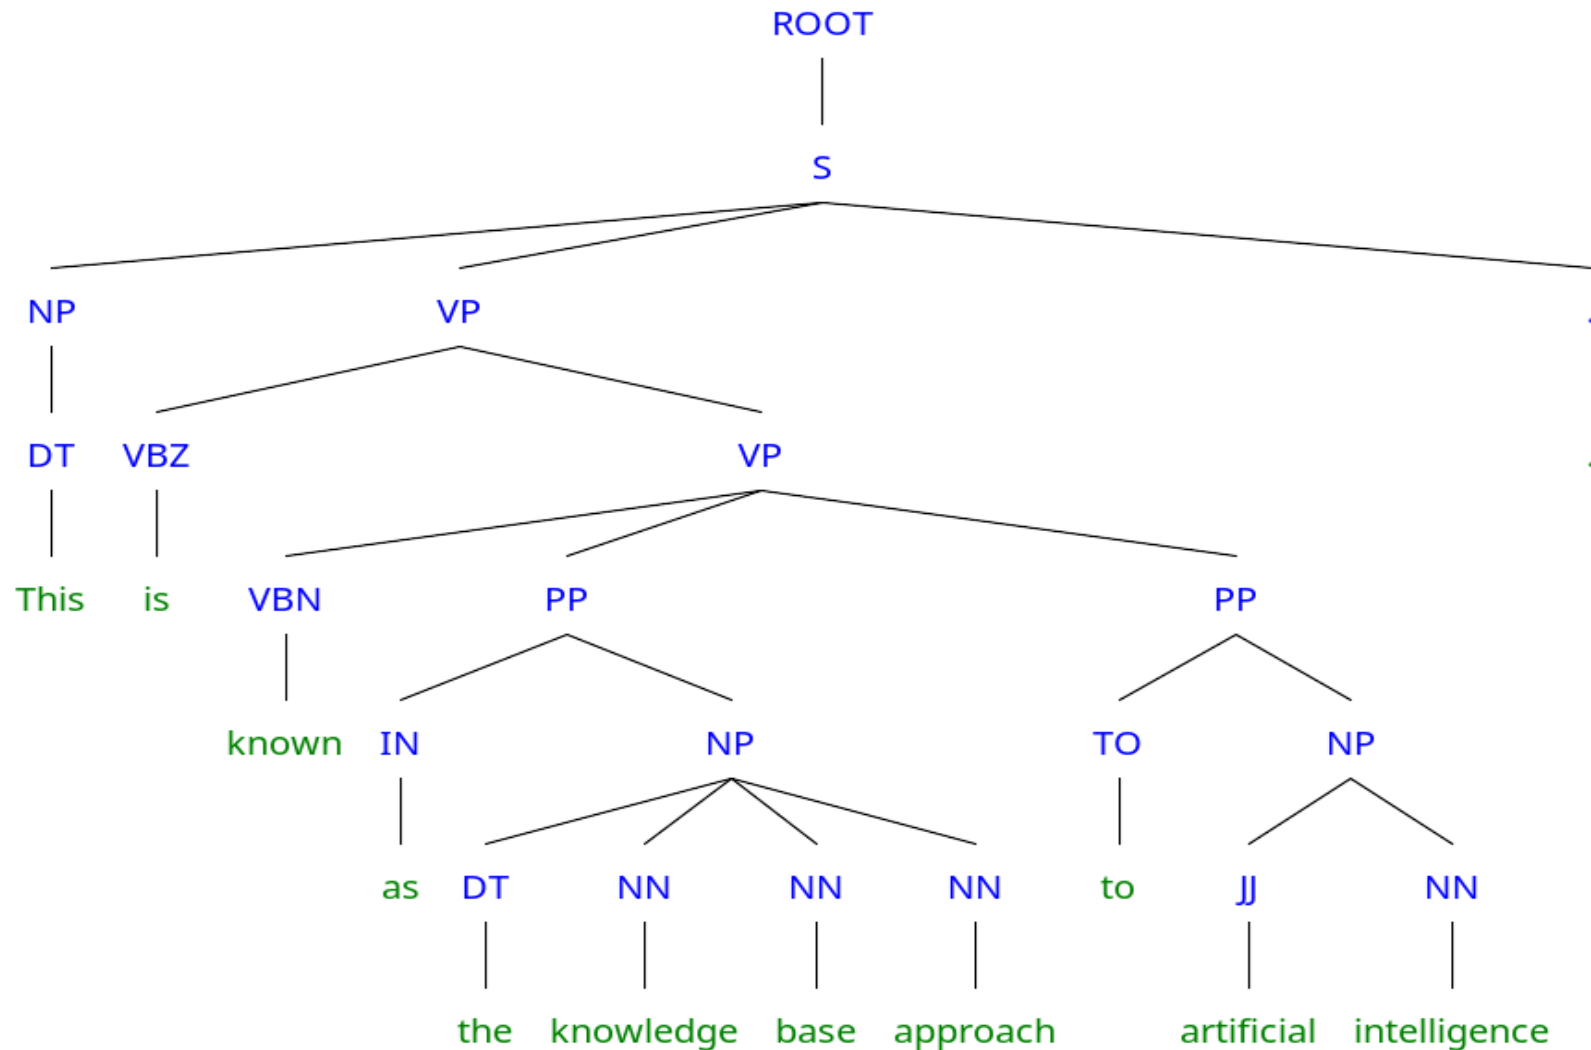 ROOT
S
NP VP
DT VBZ VP
This is VBN PP PP
known IN NP TO NP
as DT NN NN NN to JJ NN
the knowledge base approach artificial intelligence